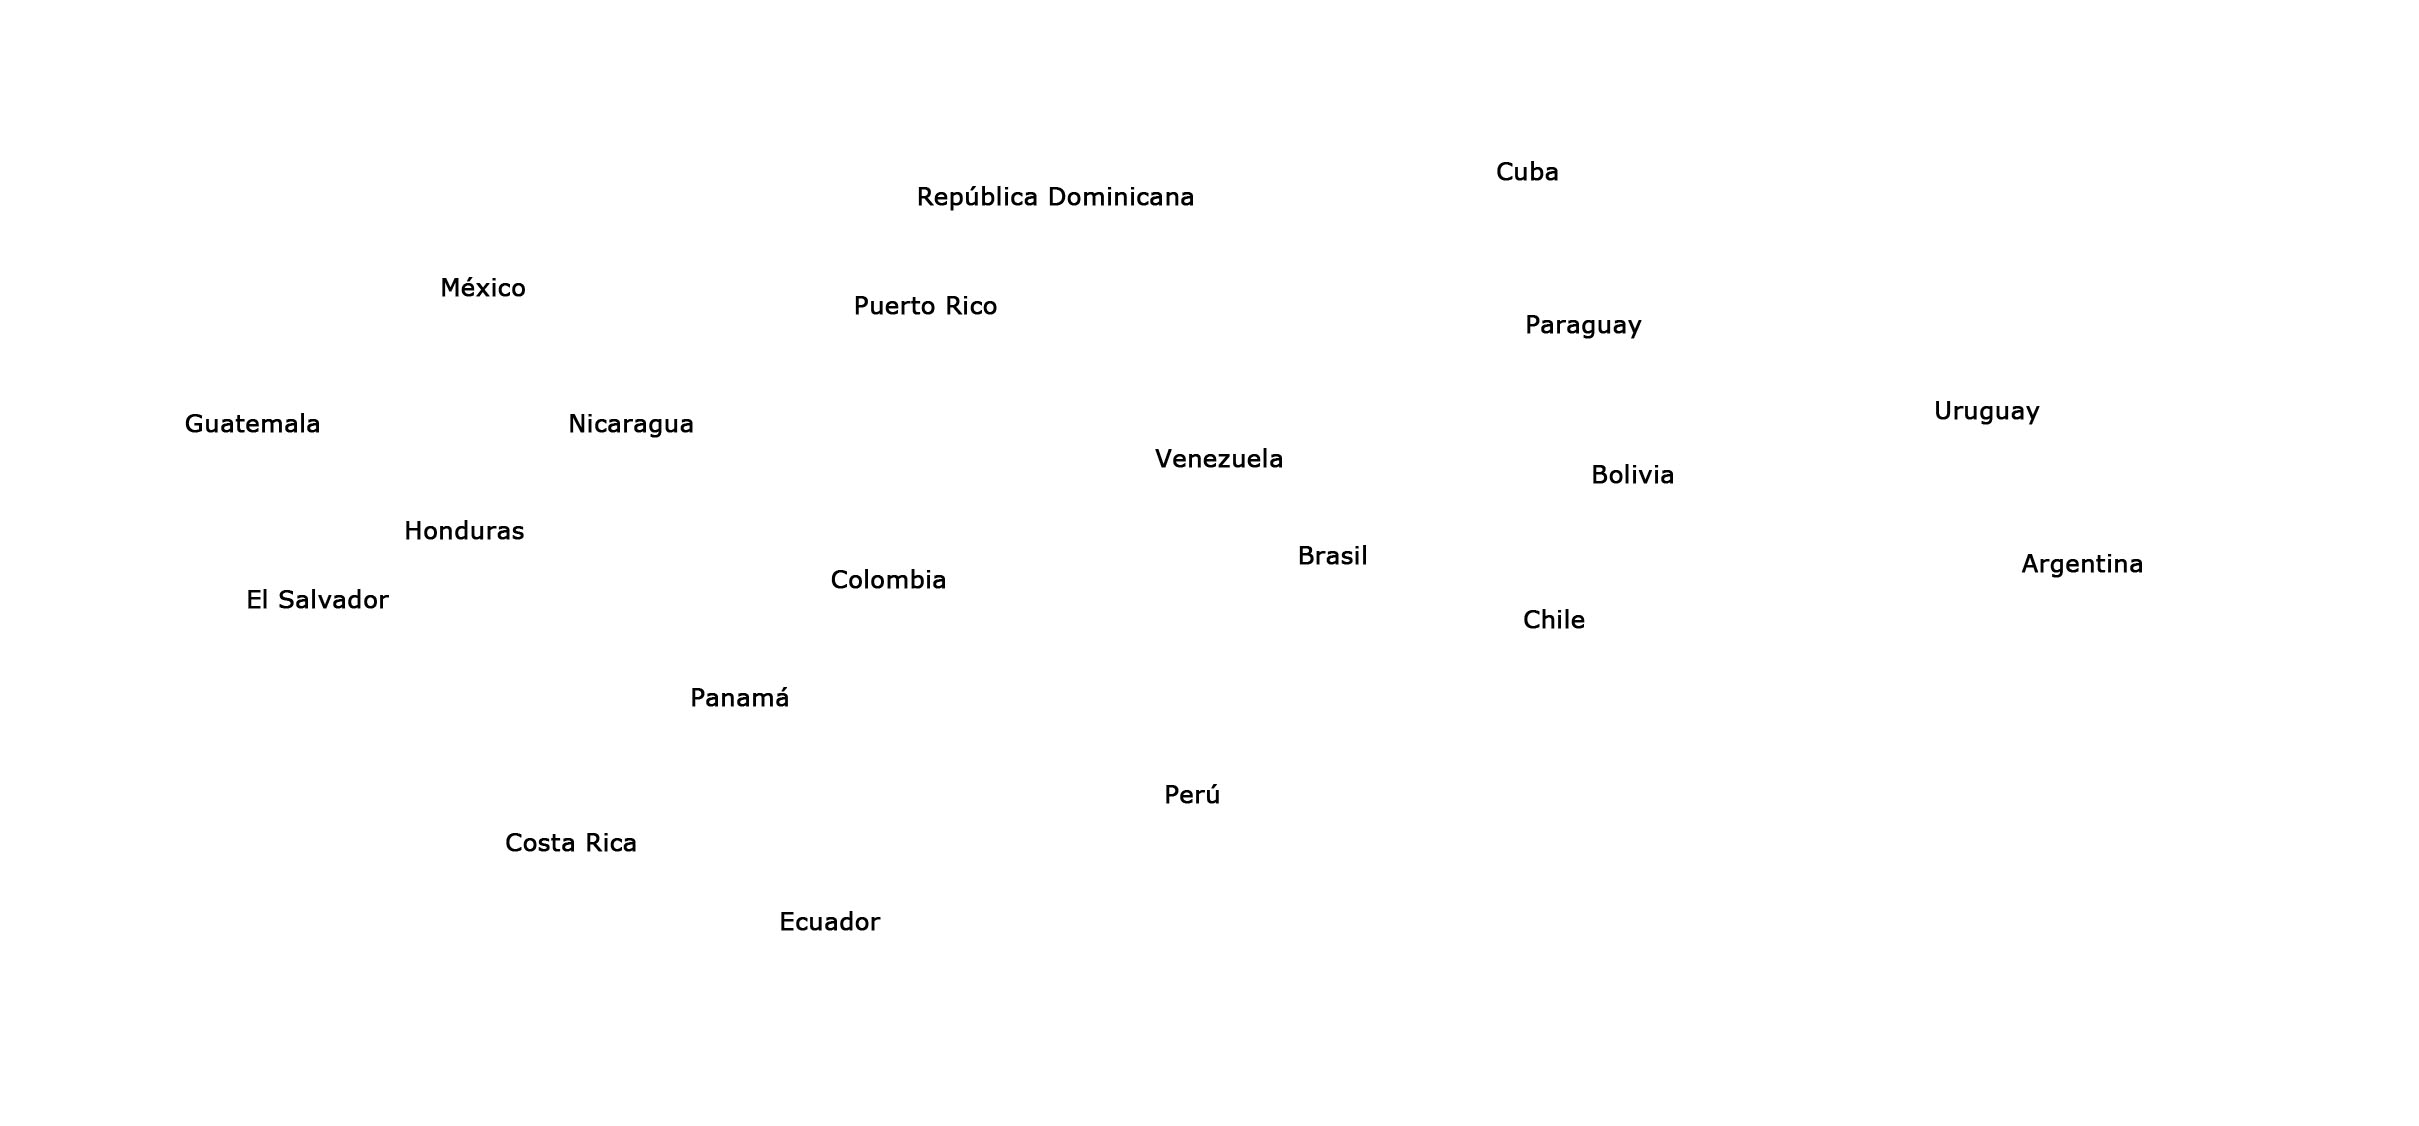 Cuba
República Dominicana
México
Puerto Rico
Paraguay
Uruguay
Guatemala
Nicaragua
Venezuela
Bolivia
Honduras
Brasil
Argentina
Colombia
El Salvador
Chile
Panamá
Perú
Costa Rica
Ecuador